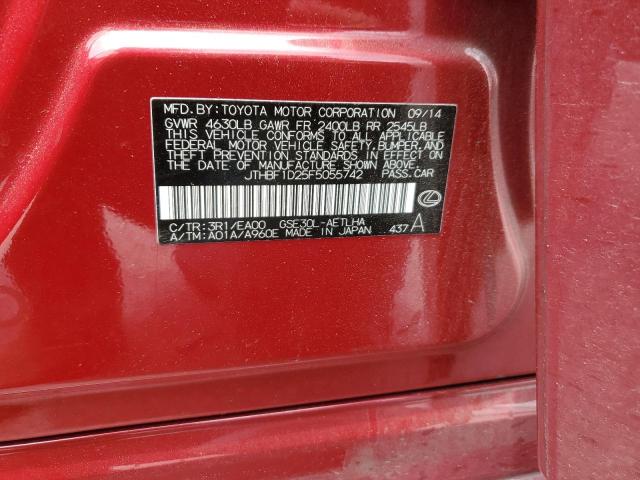 MFD.BY:TOYOTA MOTOR CORPORATION 09/14
GVWR 4630LB GAWR FR 2400LB RR 2545LB
THIS VEHICLE CONFORMS TO ALL APPLICABLE
FEDERAL MOTOR VEHICLE SAFETY,BUMPER,AND
THEFT PREVENTION STANDARDS IN EFFECT ON
THE DATE OF MANUFACTURE SHOWN ABOVE.
JTHBF1D25F5055742 PASS.CAR
C/TR:3R1/EA00 GSE30L-AETLHA
A/TM:A01A/A960E MADE IN JAPAN 437A